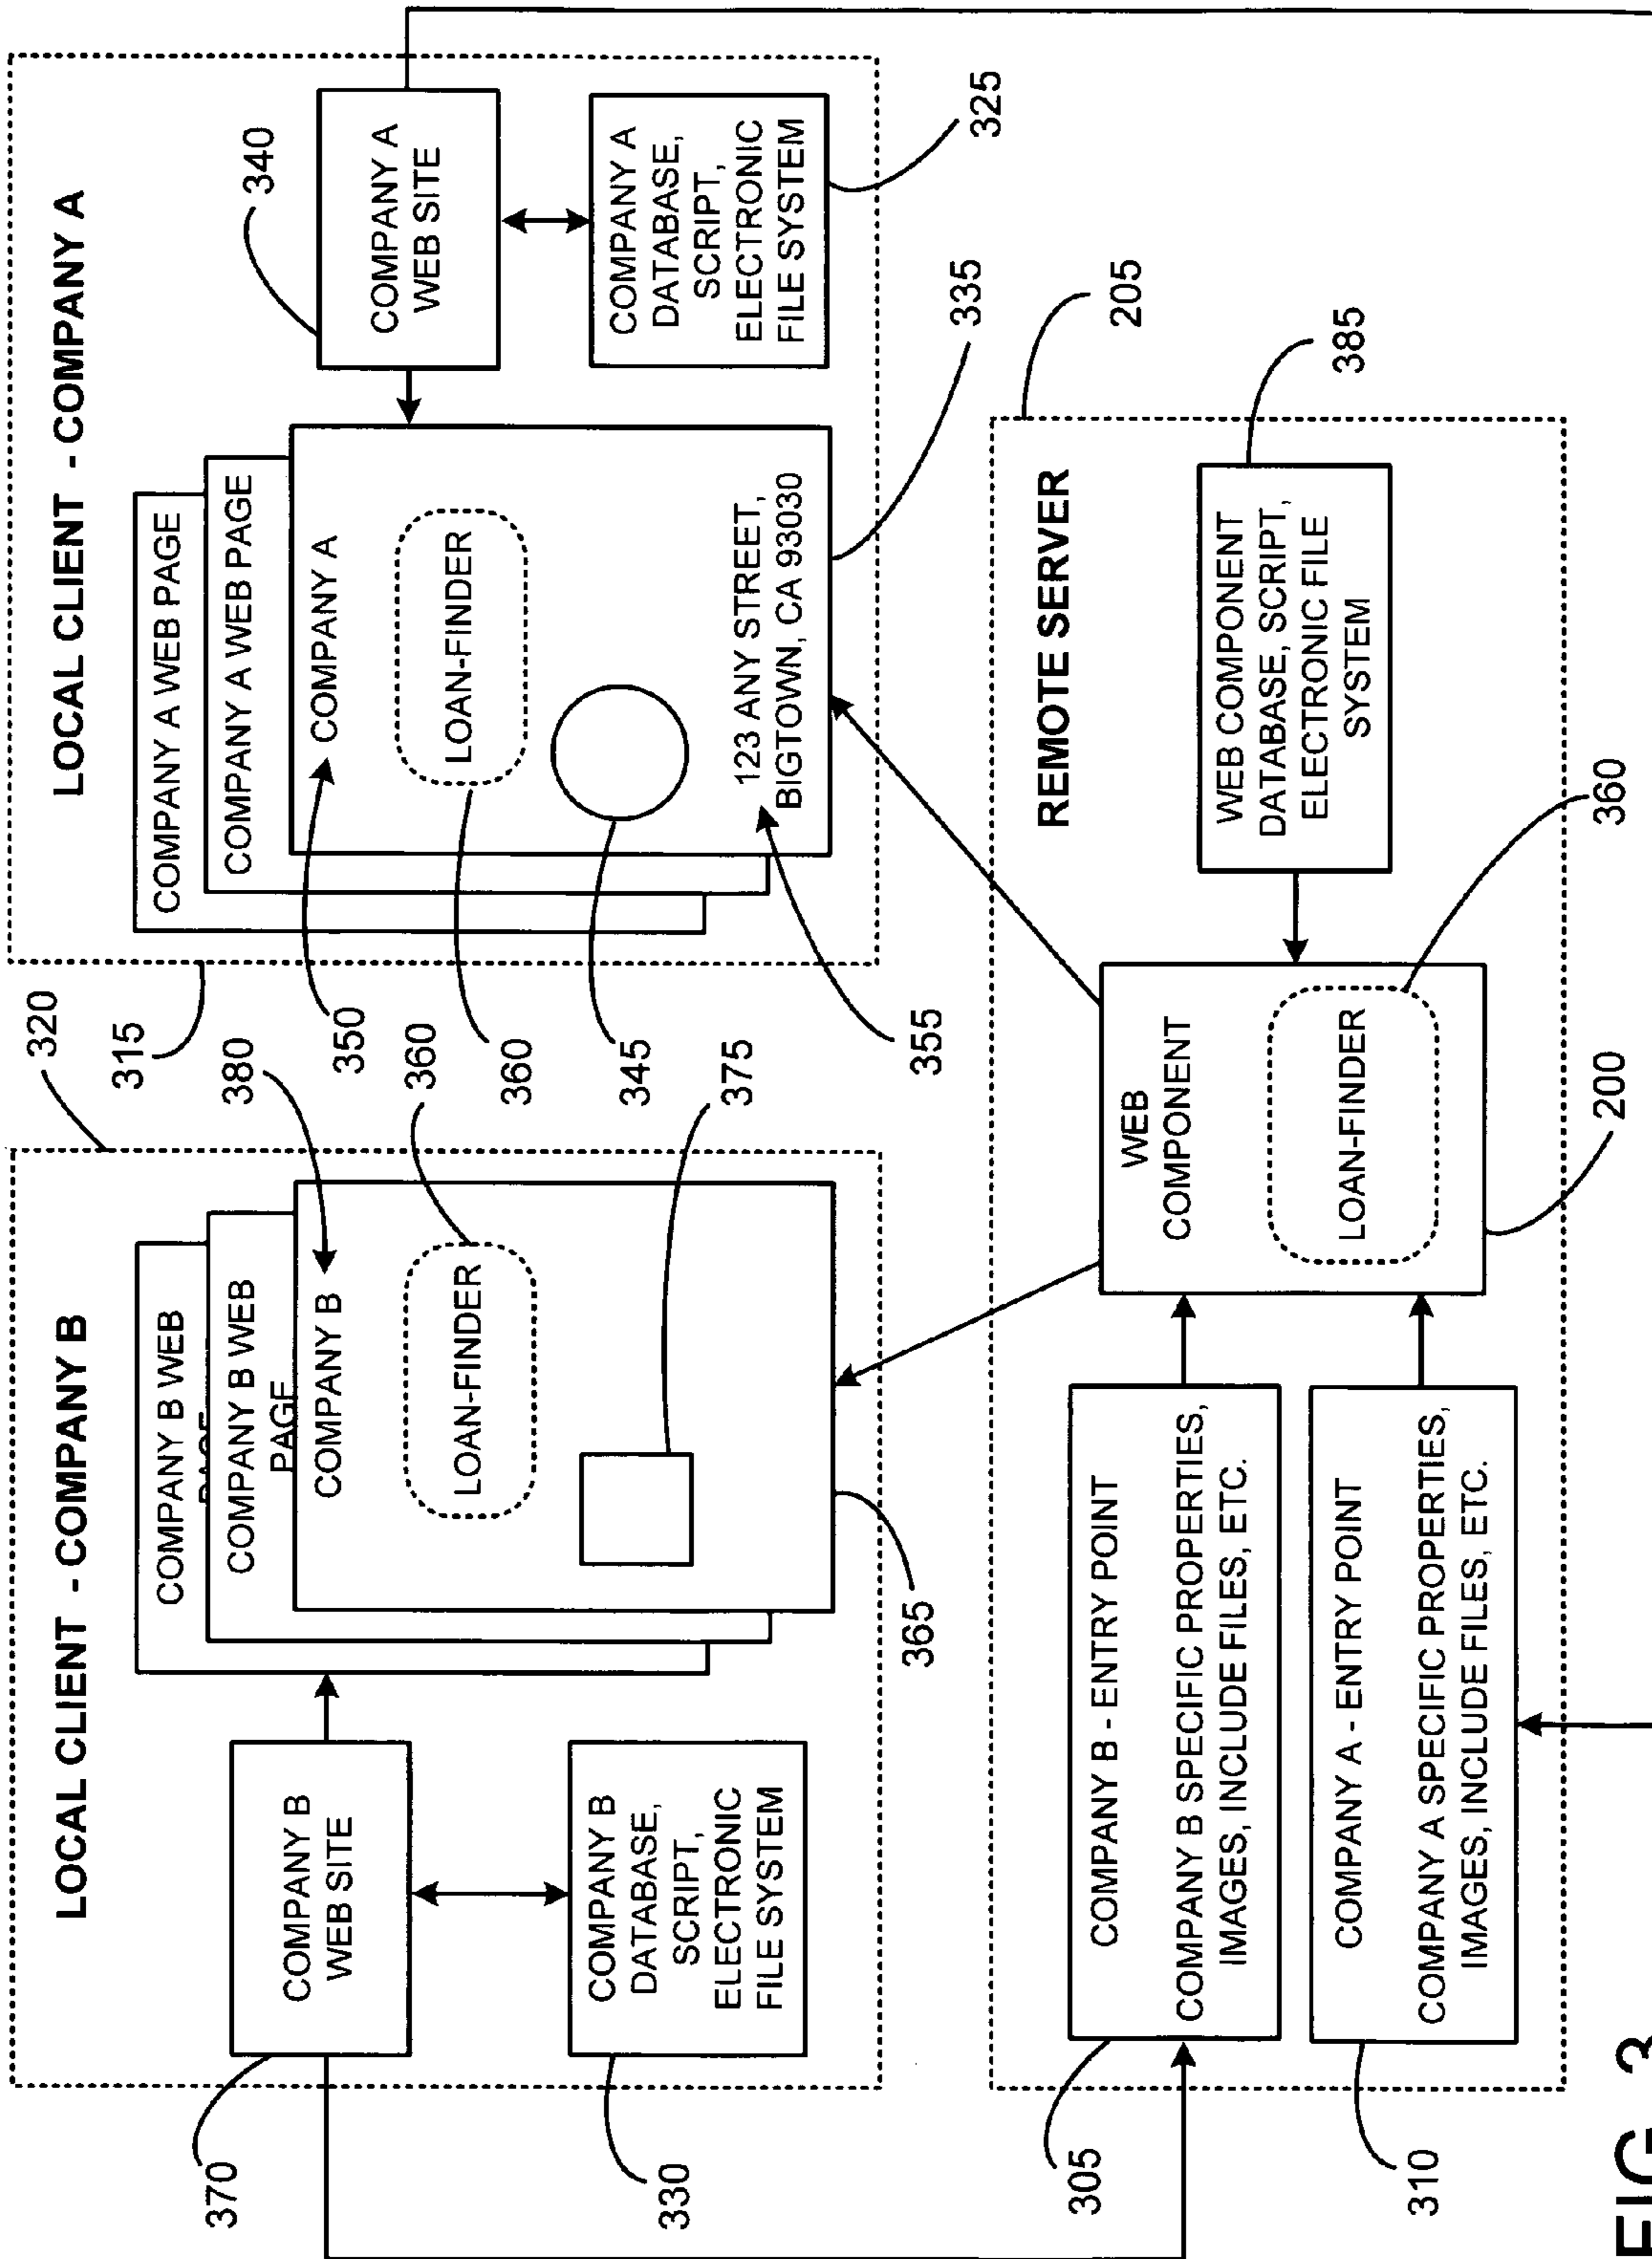 LOCAL CLIENT - COMPANY B
COMPANY B WEB
PAGE
COMPANY B WEB
PAGE
COMPANY B
LOAN-FINDER
COMPANY B
WEB SITE
COMPANY B
DATABASE,
SCRIPT,
ELECTRONIC
FILE SYSTEM
370
330
365
320
315
380
350
360
360
345
375
355
LOCAL CLIENT - COMPANY A
COMPANY A WEB PAGE
COMPANY A WEB PAGE
COMPANY A
LOAN-FINDER
123 ANY STREET,
BIGTOWN, CA 93030
COMPANY A
WEB SITE
COMPANY A
DATABASE,
SCRIPT,
ELECTRONIC
FILE SYSTEM
340
325
335
205
REMOTE SERVER
COMPANY B - ENTRY POINT
COMPANY B SPECIFIC PROPERTIES,
IMAGES, INCLUDE FILES, ETC.
COMPANY A - ENTRY POINT
COMPANY A SPECIFIC PROPERTIES,
IMAGES, INCLUDE FILES, ETC.
305
310
WEB
COMPONENT
LOAN-FINDER
WEB COMPONENT
DATABASE, SCRIPT,
ELECTRONIC FILE
SYSTEM
385
360
200
FIG. 3